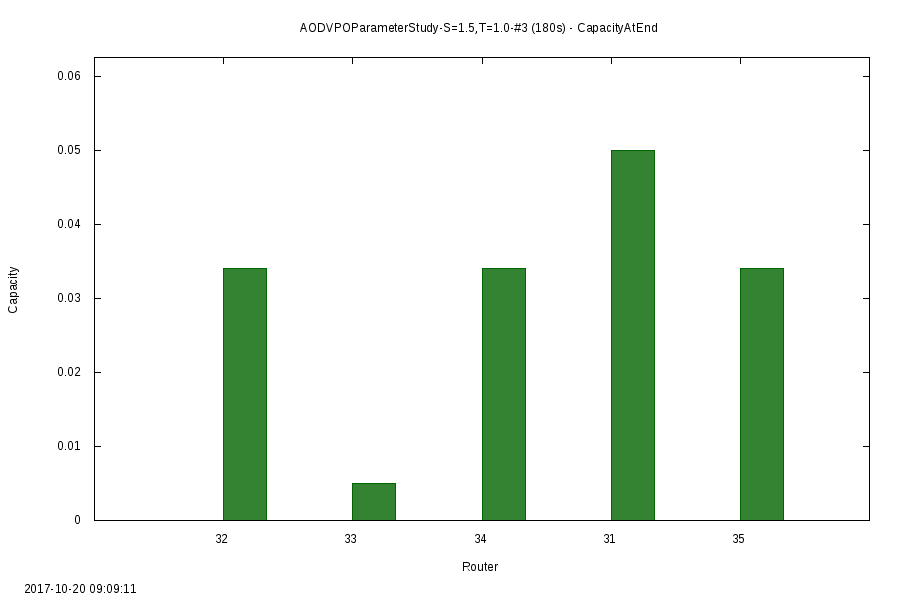 AODVPOParameterStudy-S=1.5,T=1.0-#3 (180s) - CapacityAtEnd
0.06
0.05
0.04
0.03
0.02
0.01
0
Capacity
32 33 34 31 35
Router
2017-10-20 09:09:11